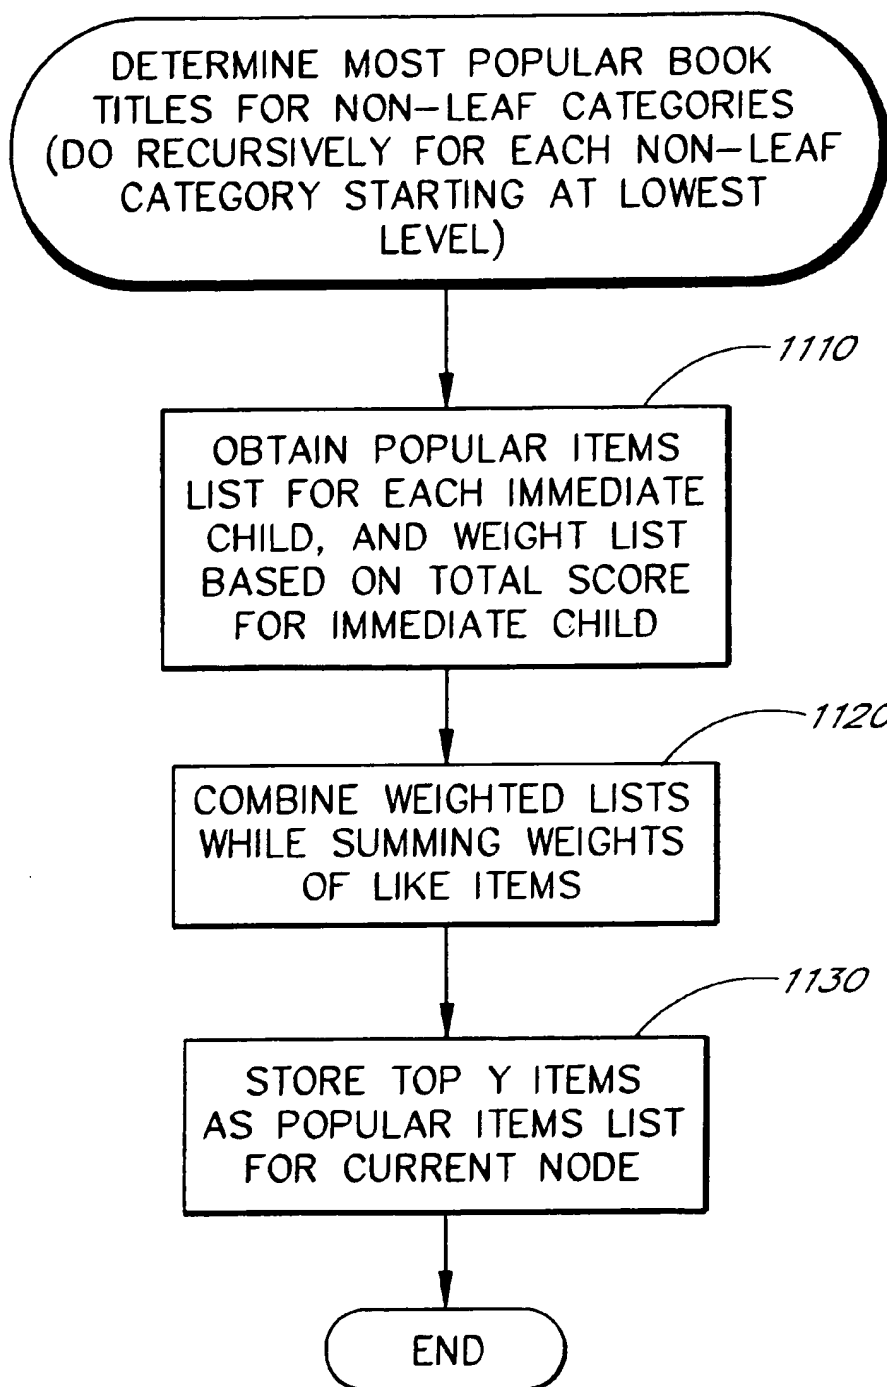 DETERMINE MOST POPULAR BOOK
TITLES FOR NON-LEAF CATEGORIES
(DO RECURSIVELY FOR EACH NON-LEAF
CATEGORY STARTING AT LOWEST
LEVEL)
1110
OBTAIN POPULAR ITEMS
LIST FOR EACH IMMEDIATE
CHILD, AND WEIGHT LIST
BASED ON TOTAL SCORE
FOR IMMEDIATE CHILD
1120
COMBINE WEIGHTED LISTS
WHILE SUMMING WEIGHTS
OF LIKE ITEMS
1130
STORE TOP Y ITEMS
AS POPULAR ITEMS LIST
FOR CURRENT NODE
END